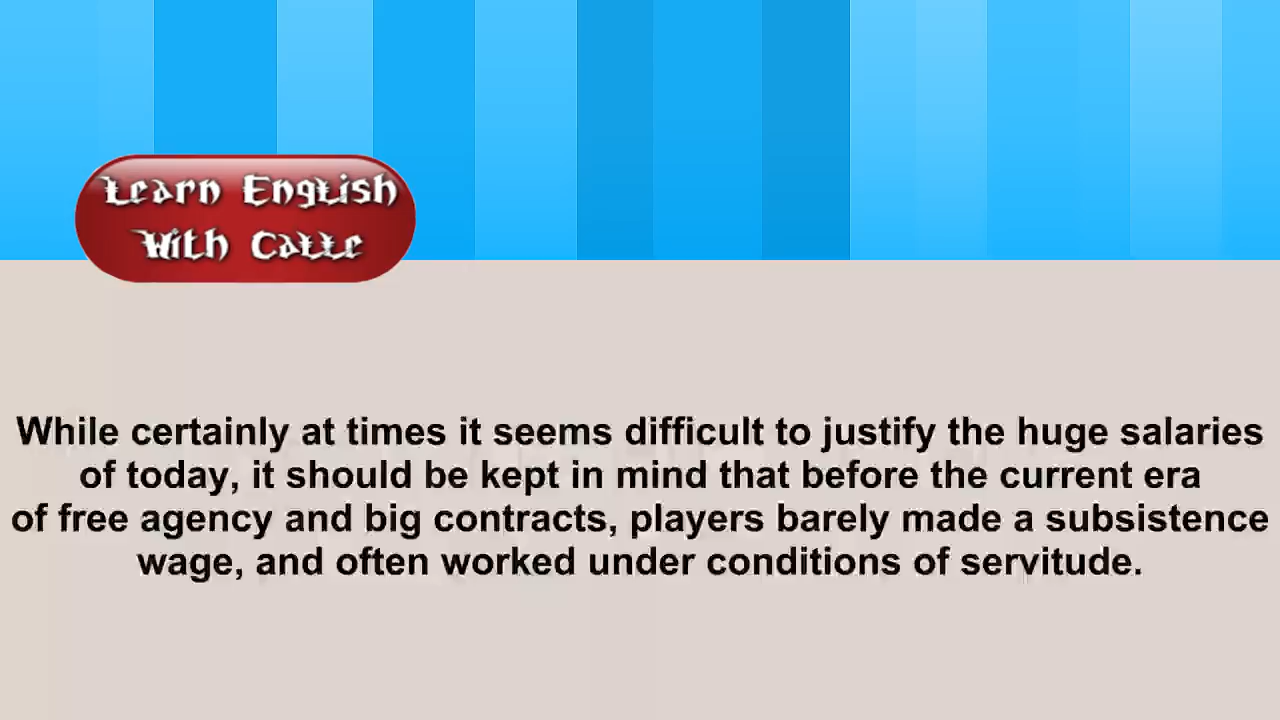 Learn English
With Catte
While certainly at times it seems difficult to justify the huge salaries
of today, it should be kept in mind that before the current era
of free agency and big contracts, players barely made a subsistence
wage, and often worked under conditions of servitude.